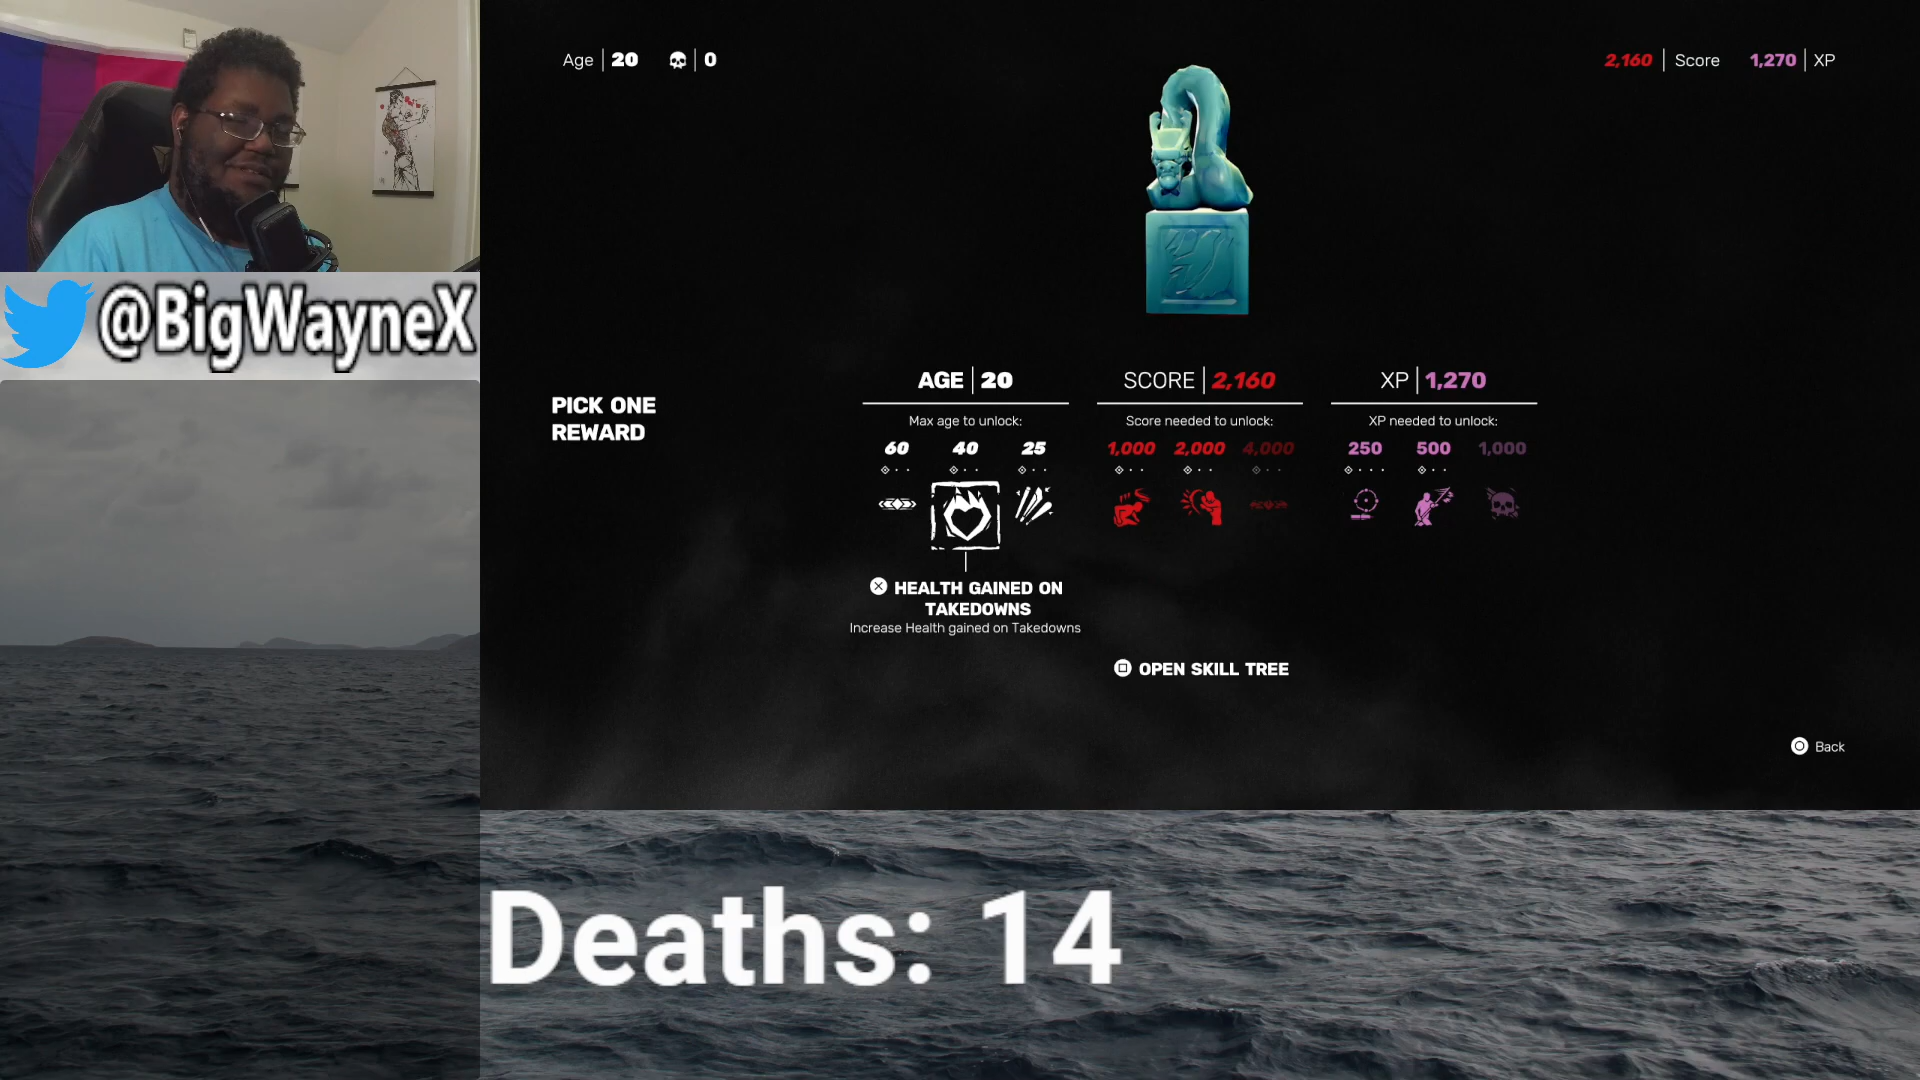 Age | 20 0
2,160 | Score 1,270 | XP
@BigWayneX
PICK ONE
REWARD
AGE | 20
Max age to unlock:
60 40 25
HEALTH GAINED ON
TAKEDOWNS
Increase Health gained on Takedowns
SCORE | 2,160
Score needed to unlock:
1,000 2,000 4,000
XP | 1,270
XP needed to unlock:
250 500 1,000
OPEN SKILL TREE
Back
Deaths: 14